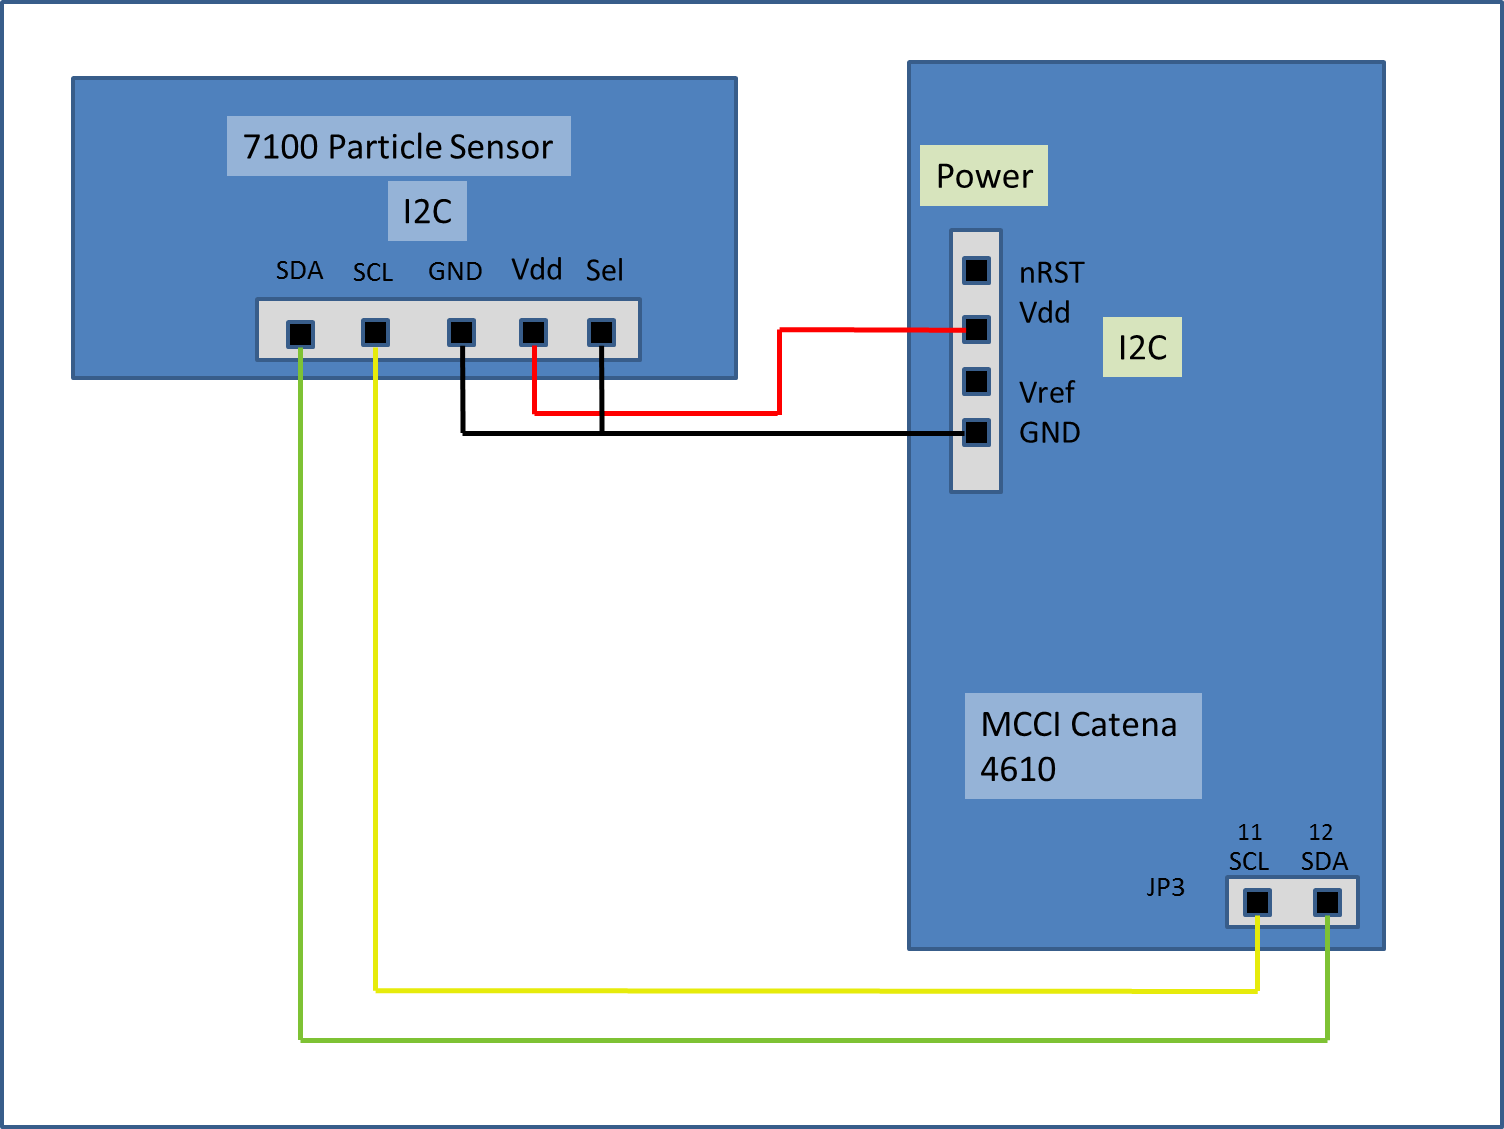 7100 Particle Sensor
I2C
SDA SCL GND Vdd Sel
Power
nRST
Vdd
I2C
Vref
GND
MCCI Catena
4610
11 12
SCL SDA
JP3